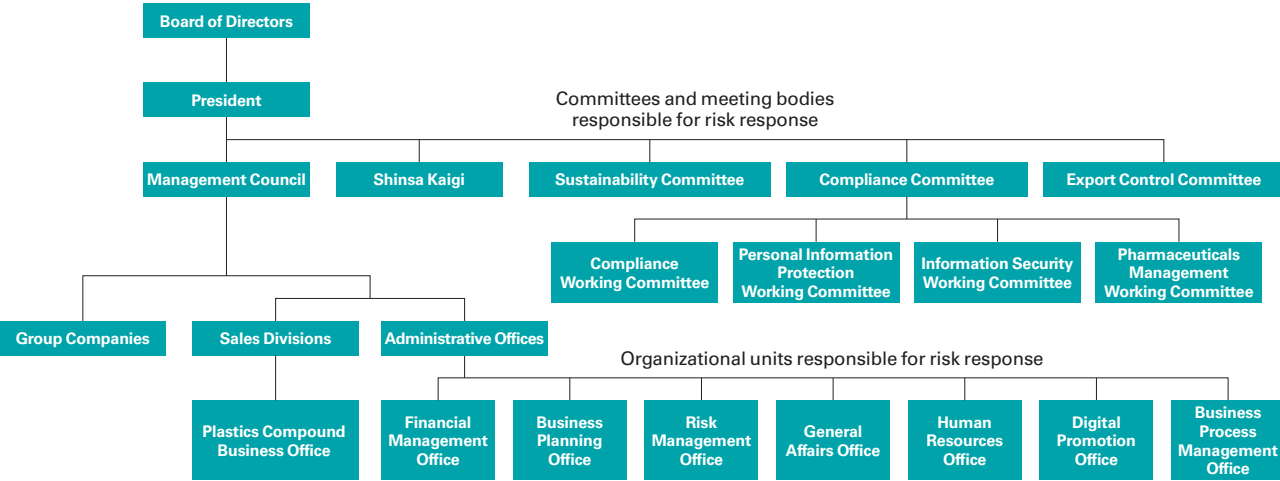 Board of Directors
President
Committees and meeting bodies
responsible for risk response
Management Council
Shinsa Kaigi
Sustainability Committee
Compliance Committee
Export Control Committee
Compliance
Working Committee
Personal Information
Protection
Working Committee
Information Security
Working Committee
Pharmaceuticals
Management
Working Committee
Group Companies
Sales Divisions
Administrative Offices
Organizational units responsible for risk response
Plastics Compound
Business Office
Financial
Management
Office
Business
Planning
Office
Risk
Management
Office
General
Affairs Office
Human
Resources
Office
Digital
Promotion
Office
Business
Process
Management
Office